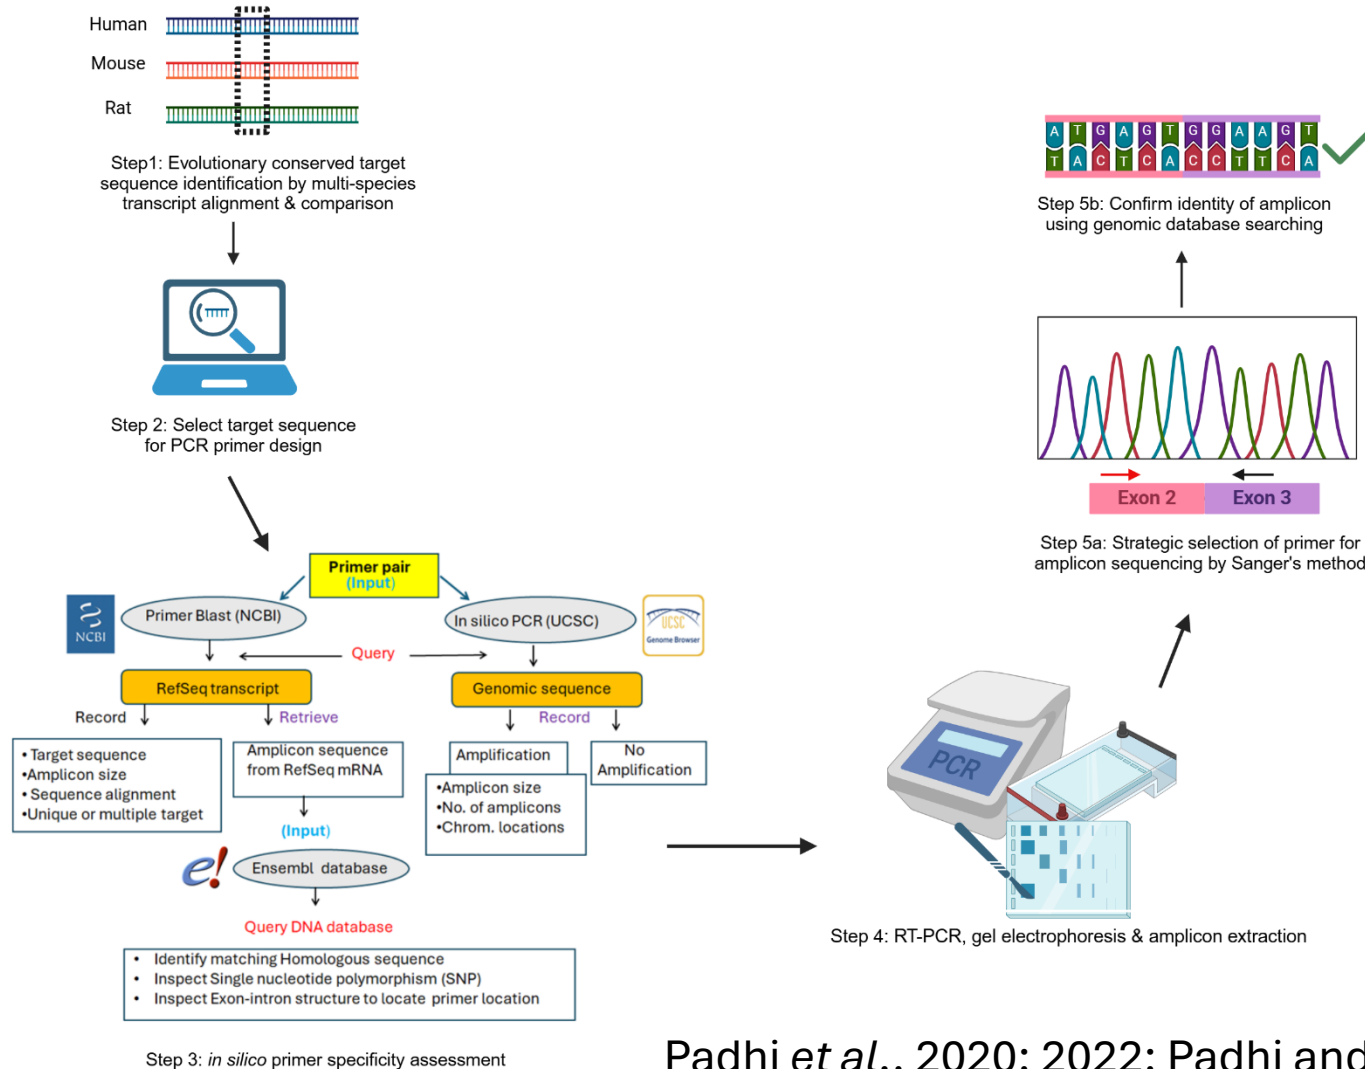 Human
Mouse
Rat
Step1: Evolutionary conserved target
sequence identification by multi-species
transcript alignment & comparison
Step 2: Select target sequence
for PCR primer design
Primer pair
(Input)
NCBI
Primer Blast (NCBI)
In silico PCR (UCSC)
UCSC
Genome Browser
Query
RefSeq transcript
Genomic sequence
Record
Retrieve
Record
• Target sequence
•Amplicon size
• Sequence alignment
•Unique or multiple target
Amplicon sequence
from RefSeq mRNA
Amplification
No
Amplification
•Amplicon size
•No. of amplicons
•Chrom. locations
(Input)
e!
Ensembl database
Query DNA database
• Identify matching Homologous sequence
• Inspect Single nucleotide polymorphism (SNP)
• Inspect Exon-intron structure to locate primer location
Step 3: in silico primer specificity assessment
PCR
Step 4: RT-PCR, gel electrophoresis & amplicon extraction
Exon 2 Exon 3
Step 5a: Strategic selection of primer for
amplicon sequencing by Sanger's method
A T G A G T G G A A G T
T A C T C A C C T T C A
Step 5b: Confirm identity of amplicon
using genomic database searching
Padhi et al., 2020; 2022; Padhi and